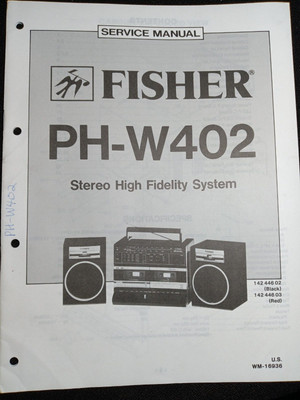 SERVICE MANUAL
FISHER®
PH-W402
Stereo High Fidelity System
PH-W402
142 446 02
(Black)
142 446 03
(Red)
U.S.
WM-16936